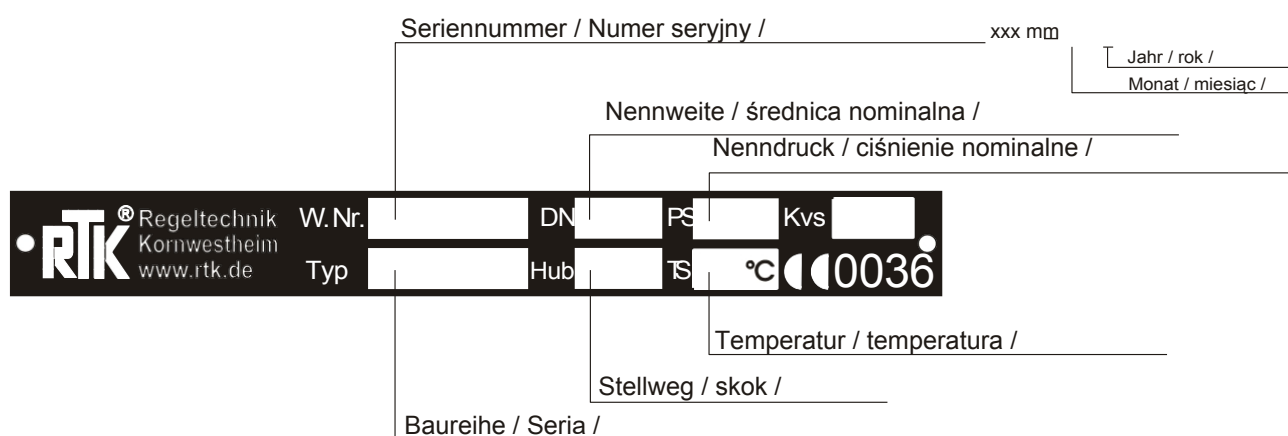 Seriennummer / Numer seryjny /
xxx mm
Jahr / rok /
Monat / miesiąc /
Nennweite / średnica nominalna /
Nenndruck / ciśnienie nominalne /
RTK ® Regeltechnik
Kornwestheim
www.rtk.de
W.Nr. DN PS Kvs
Typ Hub TS °C 0036
Temperatur / temperatura /
Stellweg / skok /
Baureihe / Seria /